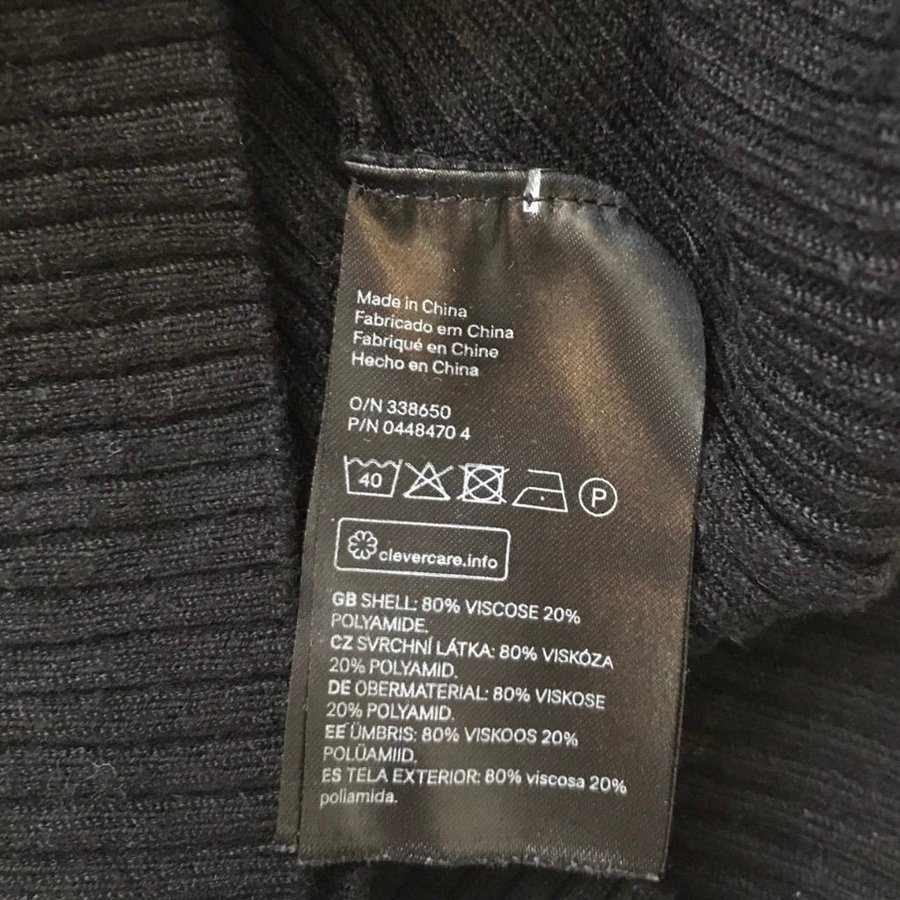 Made in China
Fabricado em China
Fabriqué en Chine
Hecho en China
O/N 338650
P/N 0448470 4
40
P
clevercare.info
GB SHELL: 80% VISCOSE 20%
POLYAMIDE.
CZ SVRCHNÍ LÁTKA: 80% VISKÓZA
20% POLYAMID.
DE OBERMATERIAL: 80% VISKOSE
20% POLYAMID.
EE ÜMBRIS: 80% VISKOOS 20%
POLÜAMIID.
ES TELA EXTERIOR: 80% viscosa 20%
poliamida.